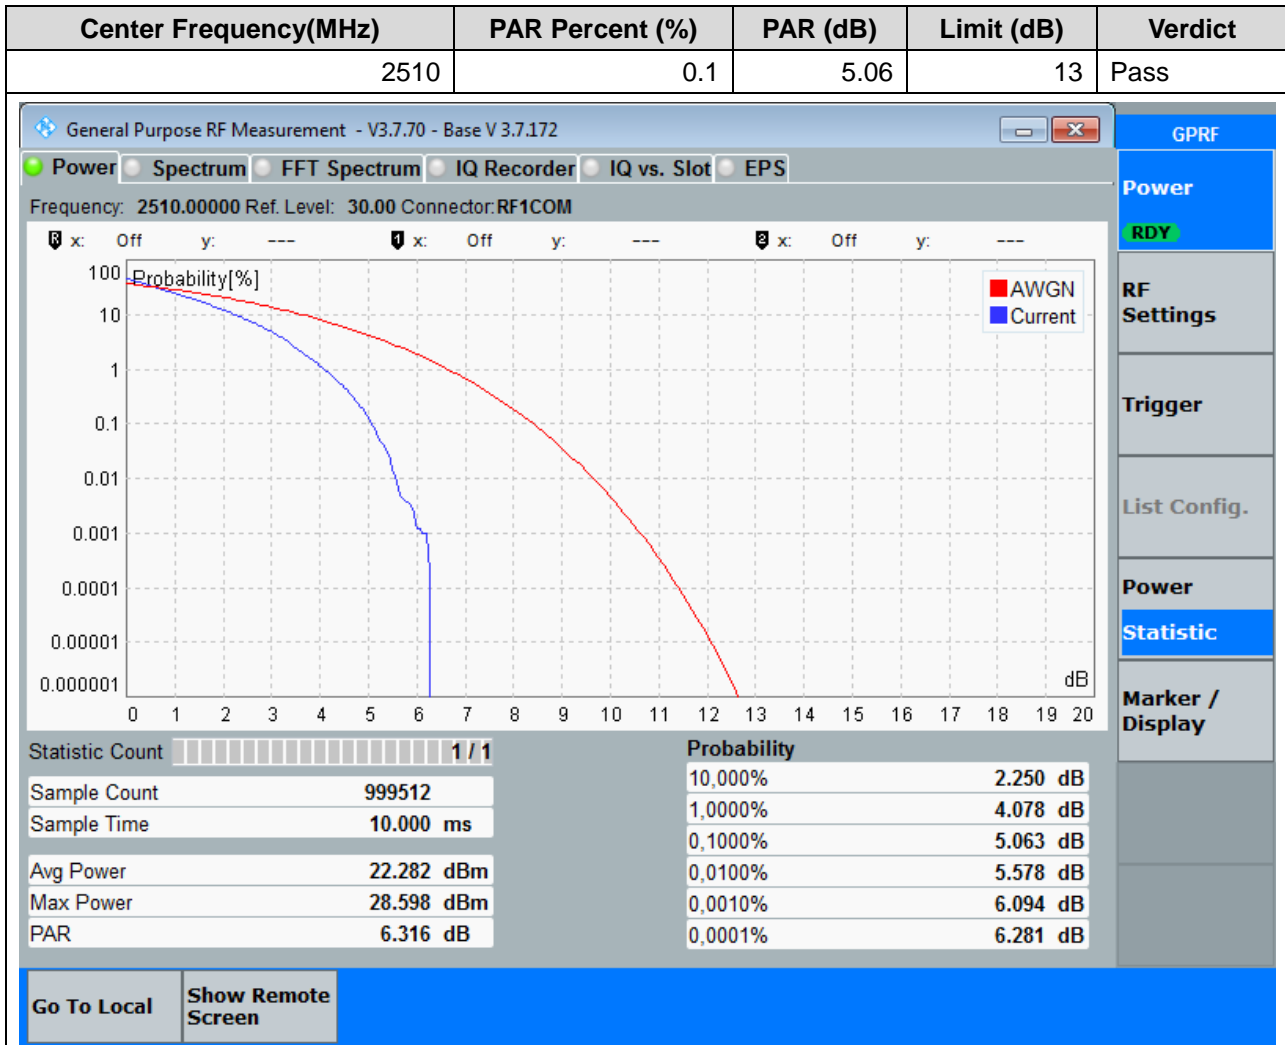 Center Frequency(MHz) PAR Percent (%) PAR (dB) Limit (dB) Verdict
2510 0.1 5.06 13 Pass
General Purpose RF Measurement - V3.7.70 - Base V 3.7.172
GPRF
Power Spectrum FFT Spectrum IQ Recorder IQ vs. Slot EPS
Power
RDY
Frequency: 2510.00000 Ref. Level: 30.00 Connector: RF1COM
R x: Off y: --- 1 x: Off y: --- 2 x: Off y: ---
Probability[%]
AWGN
Current
100
10
1
0.1
0.01
0.001
0.0001
0.00001
0.000001
dB
0 1 2 3 4 5 6 7 8 9 10 11 12 13 14 15 16 17 18 19 20
RF
Settings
Trigger
List Config.
Power
Statistic
Marker /
Display
Statistic Count 1 / 1
Sample Count 999512
Sample Time 10.000 ms
Avg Power 22.282 dBm
Max Power 28.598 dBm
PAR 6.316 dB
Probability
10,000% 2.250 dB
1,0000% 4.078 dB
0,1000% 5.063 dB
0,0100% 5.578 dB
0,0010% 6.094 dB
0,0001% 6.281 dB
Go To Local
Show Remote
Screen